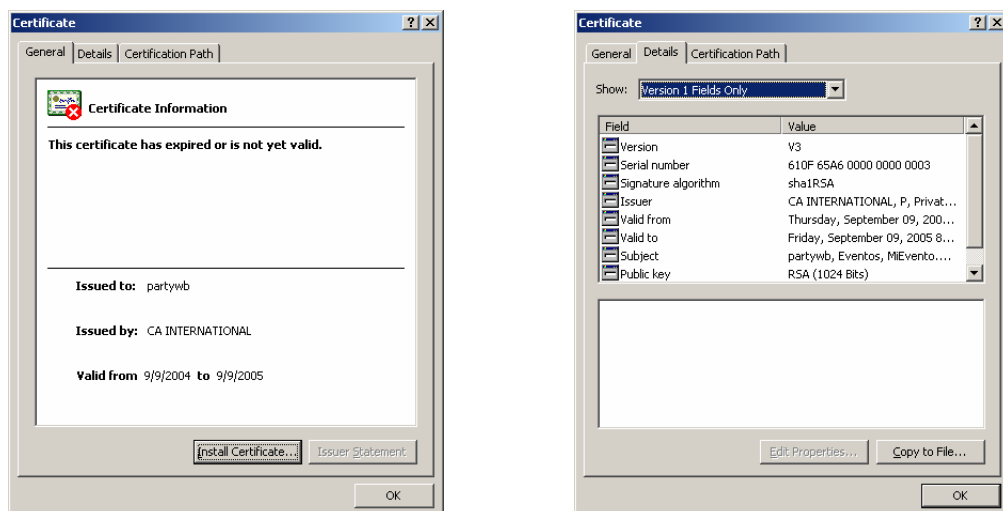 Certificate
General Details Certification Path
Certificate Information
This certificate has expired or is not yet valid.
Issued to: partywb
Issued by: CA INTERNATIONAL
Valid from 9/9/2004 to 9/9/2005
Install Certificate... Issuer Statement
OK
Certificate
General Details Certification Path
Show: Version 1 Fields Only
Field Value
Version V3
Serial number 610F 65A6 0000 0000 0003
Signature algorithm sha1RSA
Issuer CA INTERNATIONAL, P, Privat...
Valid from Thursday, September 09, 200...
Valid to Friday, September 09, 2005 8...
Subject partywb, Eventos, MiEvento....
Public key RSA (1024 Bits)
Edit Properties... Copy to File...
OK